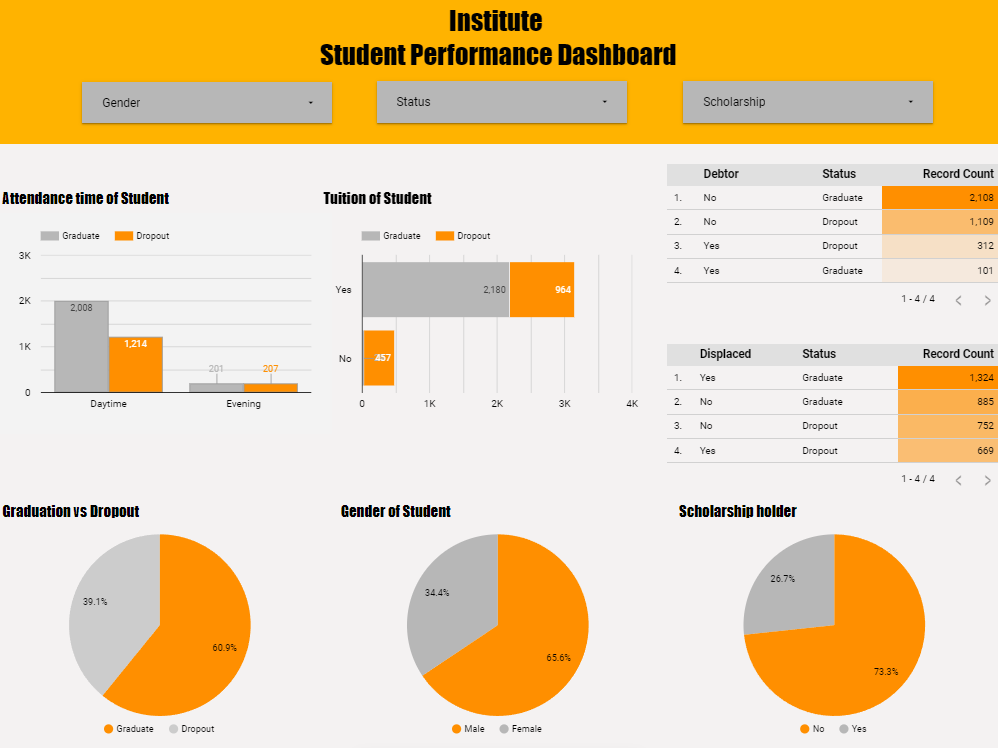 Institute
Student Performance Dashboard
Gender
Status
Scholarship
Attendance time of Student
Graduate Dropout
3K
2K
1K
0
2,008
1,214
201
207
Daytime Evening
Tuition of Student
Graduate Dropout
Yes
2,180 964
No
457
0 1K 2K 3K 4K
Debtor Status Record Count
1. No Graduate 2,108
2. No Dropout 1,109
3. Yes Dropout 312
4. Yes Graduate 101
1 - 4 / 4
Displaced Status Record Count
1. Yes Graduate 1,324
2. No Graduate 885
3. No Dropout 752
4. Yes Dropout 669
1 - 4 / 4
Graduation vs Dropout
39.1%
60.9%
Graduate Dropout
Gender of Student
34.4%
65.6%
Male Female
Scholarship holder
26.7%
73.3%
No Yes